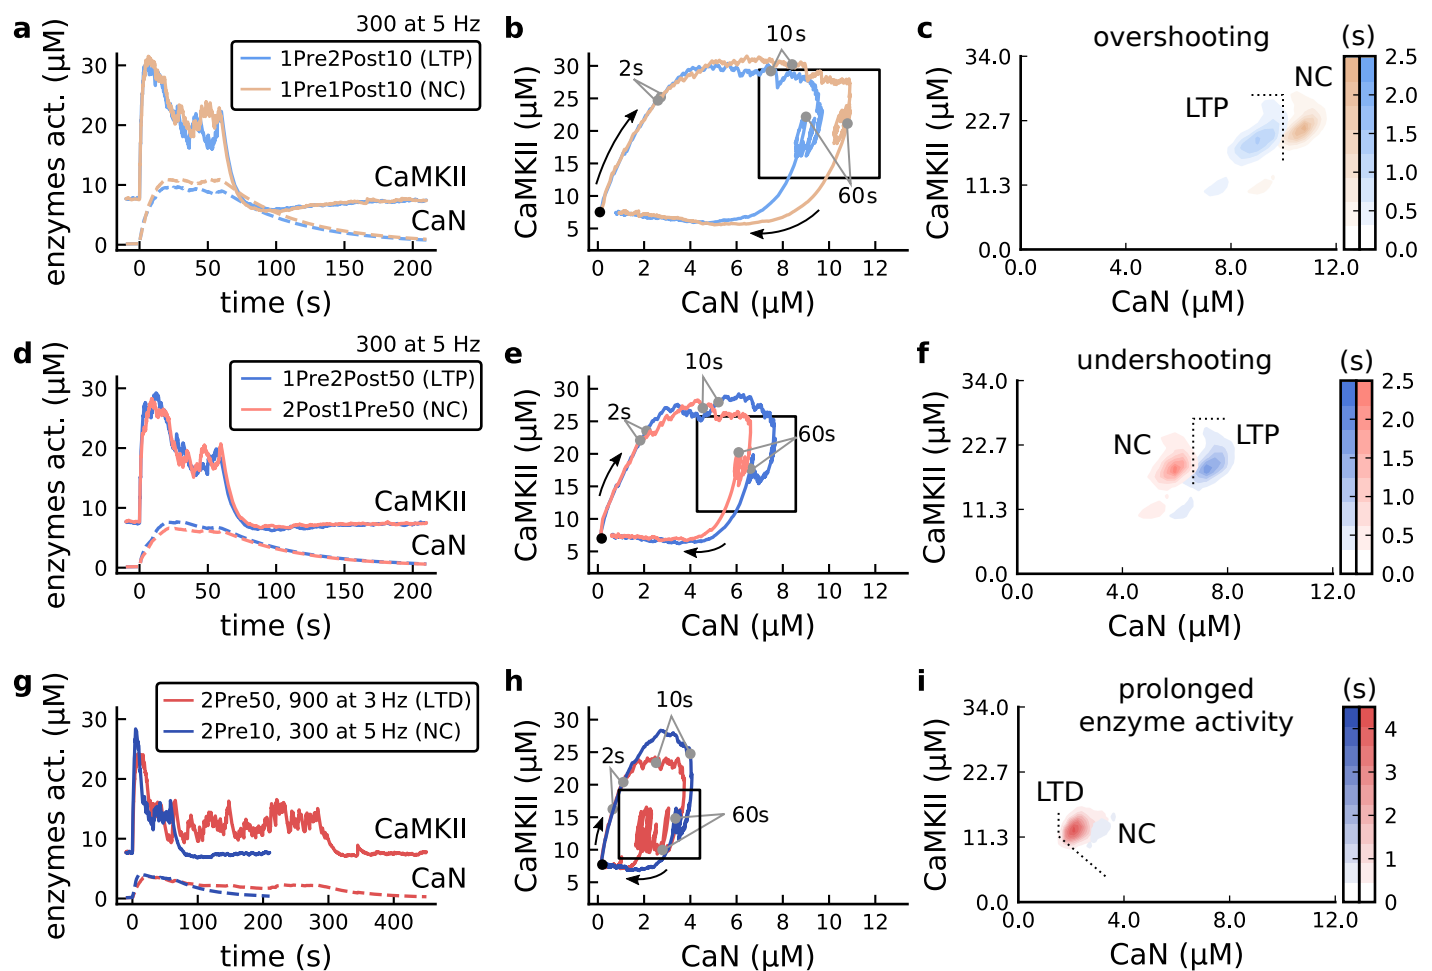 a
300 at 5 Hz
1Pre2Post10 (LTP)
1Pre1Post10 (NC)
enzymes act. (μM)
30
20
10
0
CaMKII
CaN
0 50 100 150 200
time (s)
b
10s
2s
60s
CaMKII (μM)
35
30
25
20
15
10
5
0 2 4 6 8 10 12
CaN (μM)
c
overshooting
(s)
NC
LTP
CaMKII (μM)
34.0
22.7
11.3
0.0
0.0 4.0 8.0 12.0
CaN (μM)
2.5
2.0
1.5
1.0
0.5
0.0
d
300 at 5 Hz
1Pre2Post50 (LTP)
2Post1Pre50 (NC)
enzymes act. (μM)
30
20
10
0
CaMKII
CaN
0 50 100 150 200
time (s)
e
10s
2s
60s
CaMKII (μM)
35
30
25
20
15
10
5
0 2 4 6 8 10 12
CaN (μM)
f
undershooting
(s)
NC
LTP
CaMKII (μM)
34.0
22.7
11.3
0.0
0.0 4.0 8.0 12.0
CaN (μM)
2.5
2.0
1.5
1.0
0.5
0.0
g
2Pre50, 900 at 3 Hz (LTD)
2Pre10, 300 at 5 Hz (NC)
enzymes act. (μM)
30
20
10
0
CaMKII
CaN
0 100 200 300 400
time (s)
h
10s
2s
60s
CaMKII (μM)
35
30
25
20
15
10
5
0 2 4 6 8 10 12
CaN (μM)
i
prolonged
enzyme activity
(s)
LTD
NC
CaMKII (μM)
34.0
22.7
11.3
0.0
0.0 4.0 8.0 12.0
CaN (μM)
4
3
2
1
0